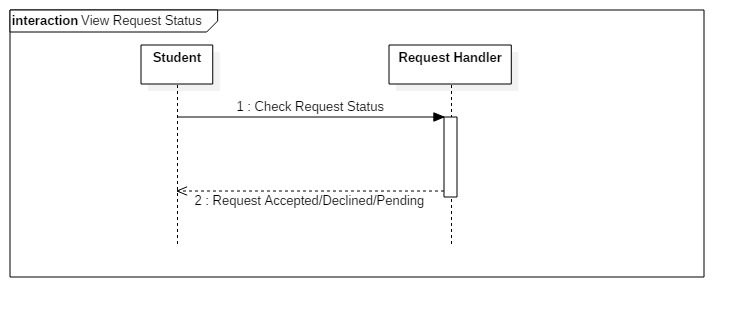 interaction View Request Status
Student
Request Handler
1 : Check Request Status
2 : Request Accepted/Declined/Pending